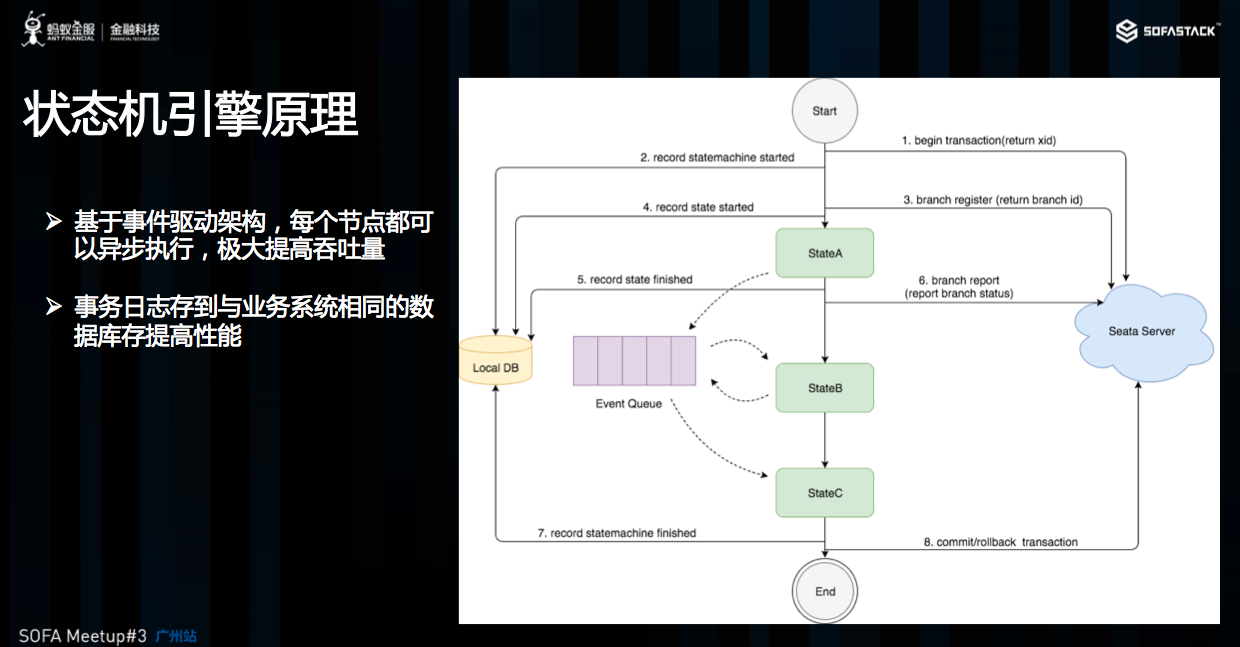 蚂蚁金服 金融科技
ANT FINANCIAL FINANCIAL TECHNOLOGY
SOFASTACK™
状态机引擎原理
➢ 基于事件驱动架构，每个节点都可
以异步执行，极大提高吞吐量
➢ 事务日志存到与业务系统相同的数
据库存提高性能
Start
1. begin transaction(return xid)
2. record statemachine started
3. branch register (return branch id)
4. record state started
StateA
5. record state finished
6. branch report
(report branch status)
Seata Server
Local DB
Event Queue
StateB
StateC
7. record statemachine finished
8. commit/rollback transaction
End
SOFA Meetup#3 广州站